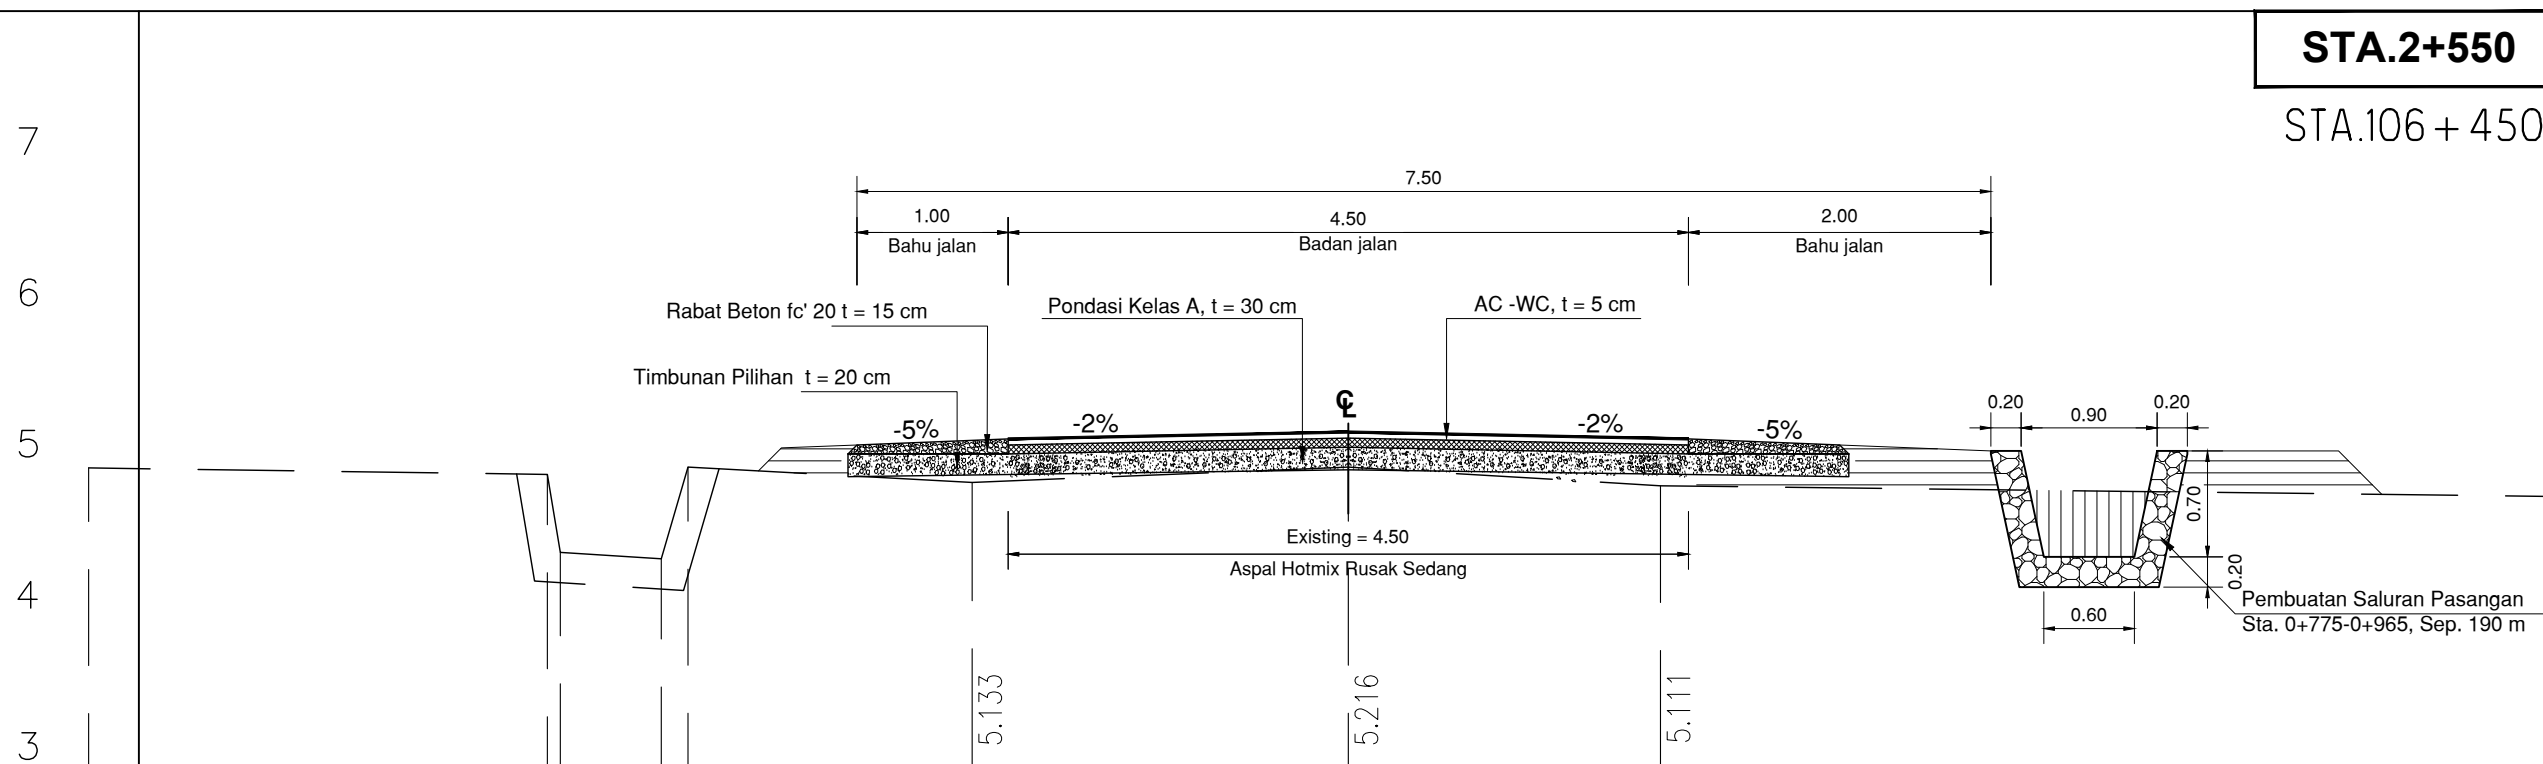 STA.2+550
STA.106+450
7
7.50
1.00
4.50
2.00
Bahu jalan
Badan jalan
Bahu jalan
6
Rabat Beton fc' 20 t = 15 cm
Pondasi Kelas A, t = 30 cm
AC -WC, t = 5 cm
Timbunan Pilihan t = 20 cm
CL
0.20
0.90
0.20
-5%
-2%
-2%
-5%
5
0.70
Existing = 4.50
Aspal Hotmix Rusak Sedang
0.20
4
Pembuatan Saluran Pasangan
0.60
Sta. 0+775-0+965, Sep. 190 m
5.133
5.216
5.111
3